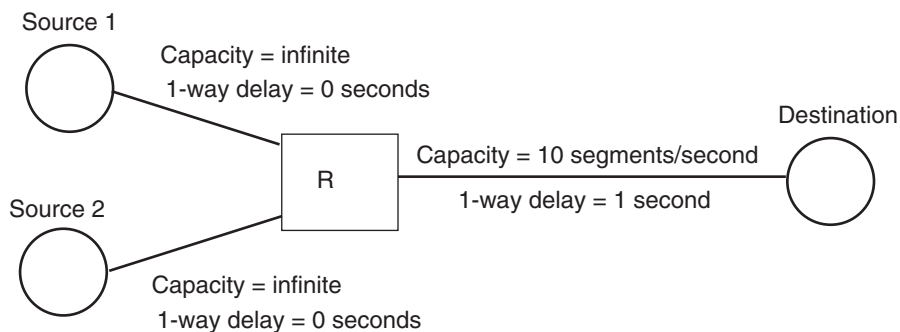 Source 1
Capacity = infinite
1-way delay = 0 seconds
Destination
Capacity = 10 segments/second
R
1-way delay = 1 second
Source 2
Capacity = infinite
1-way delay = 0 seconds